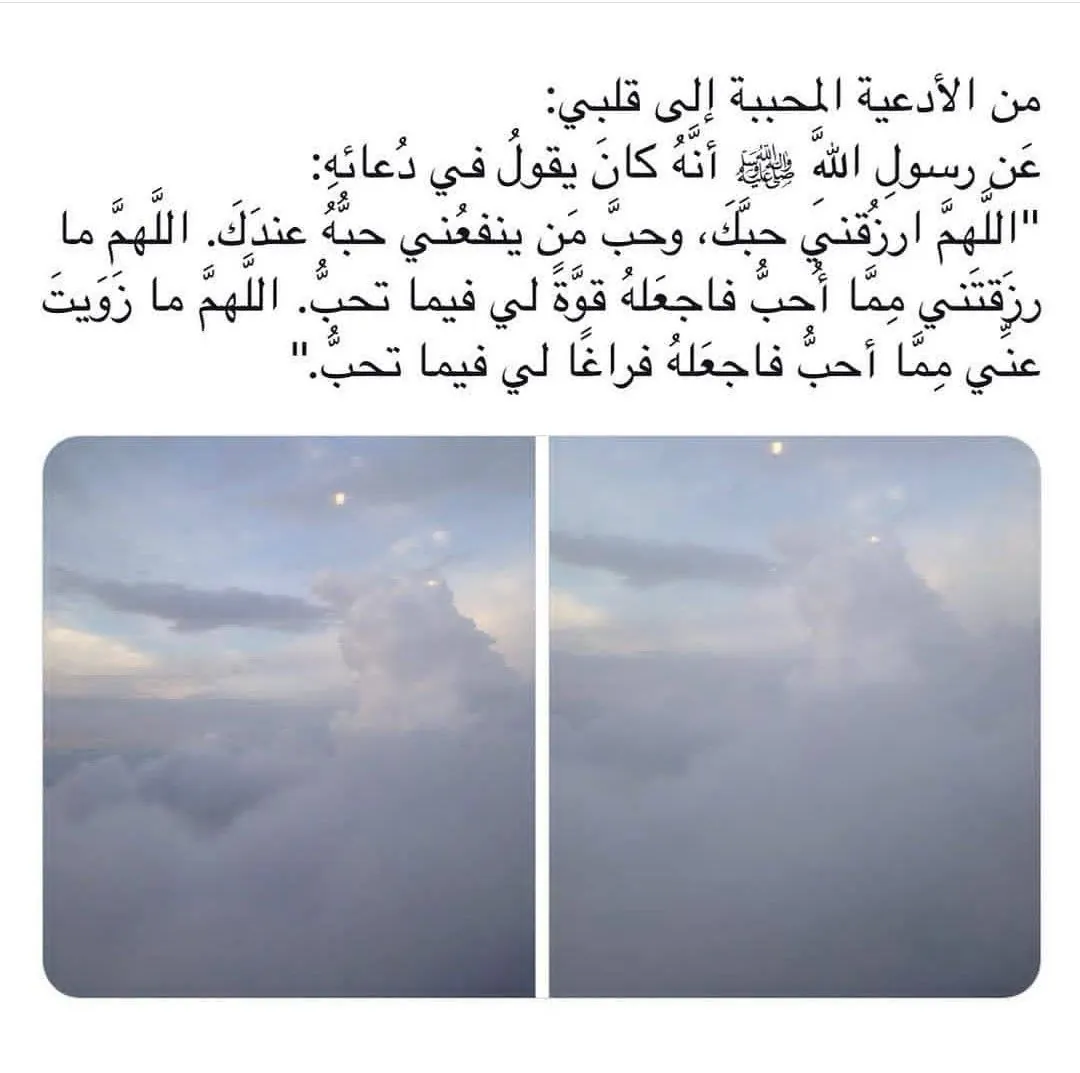 من الأدعية المحببة إلى قلبي:
عَن رسولِ اللهَّ ﷺ أنَّهُ كانَ يقولُ في دُعائهِ:
"اللَّهمَّ ارزُقني حبَّكَ، وحبَّ مَن ينفعُني حبُّهُ عندَكَ. اللَّهمَّ ما
رزَقتَني مِمَّا أُحبُّ فاجعَلهُ قوَّةً لي فيما تحبُّ. اللَّهمَّ ما زَوَيتَ
عنِّي مِمَّا أحبُّ فاجعَلهُ فراغًا لي فيما تحبُّ."